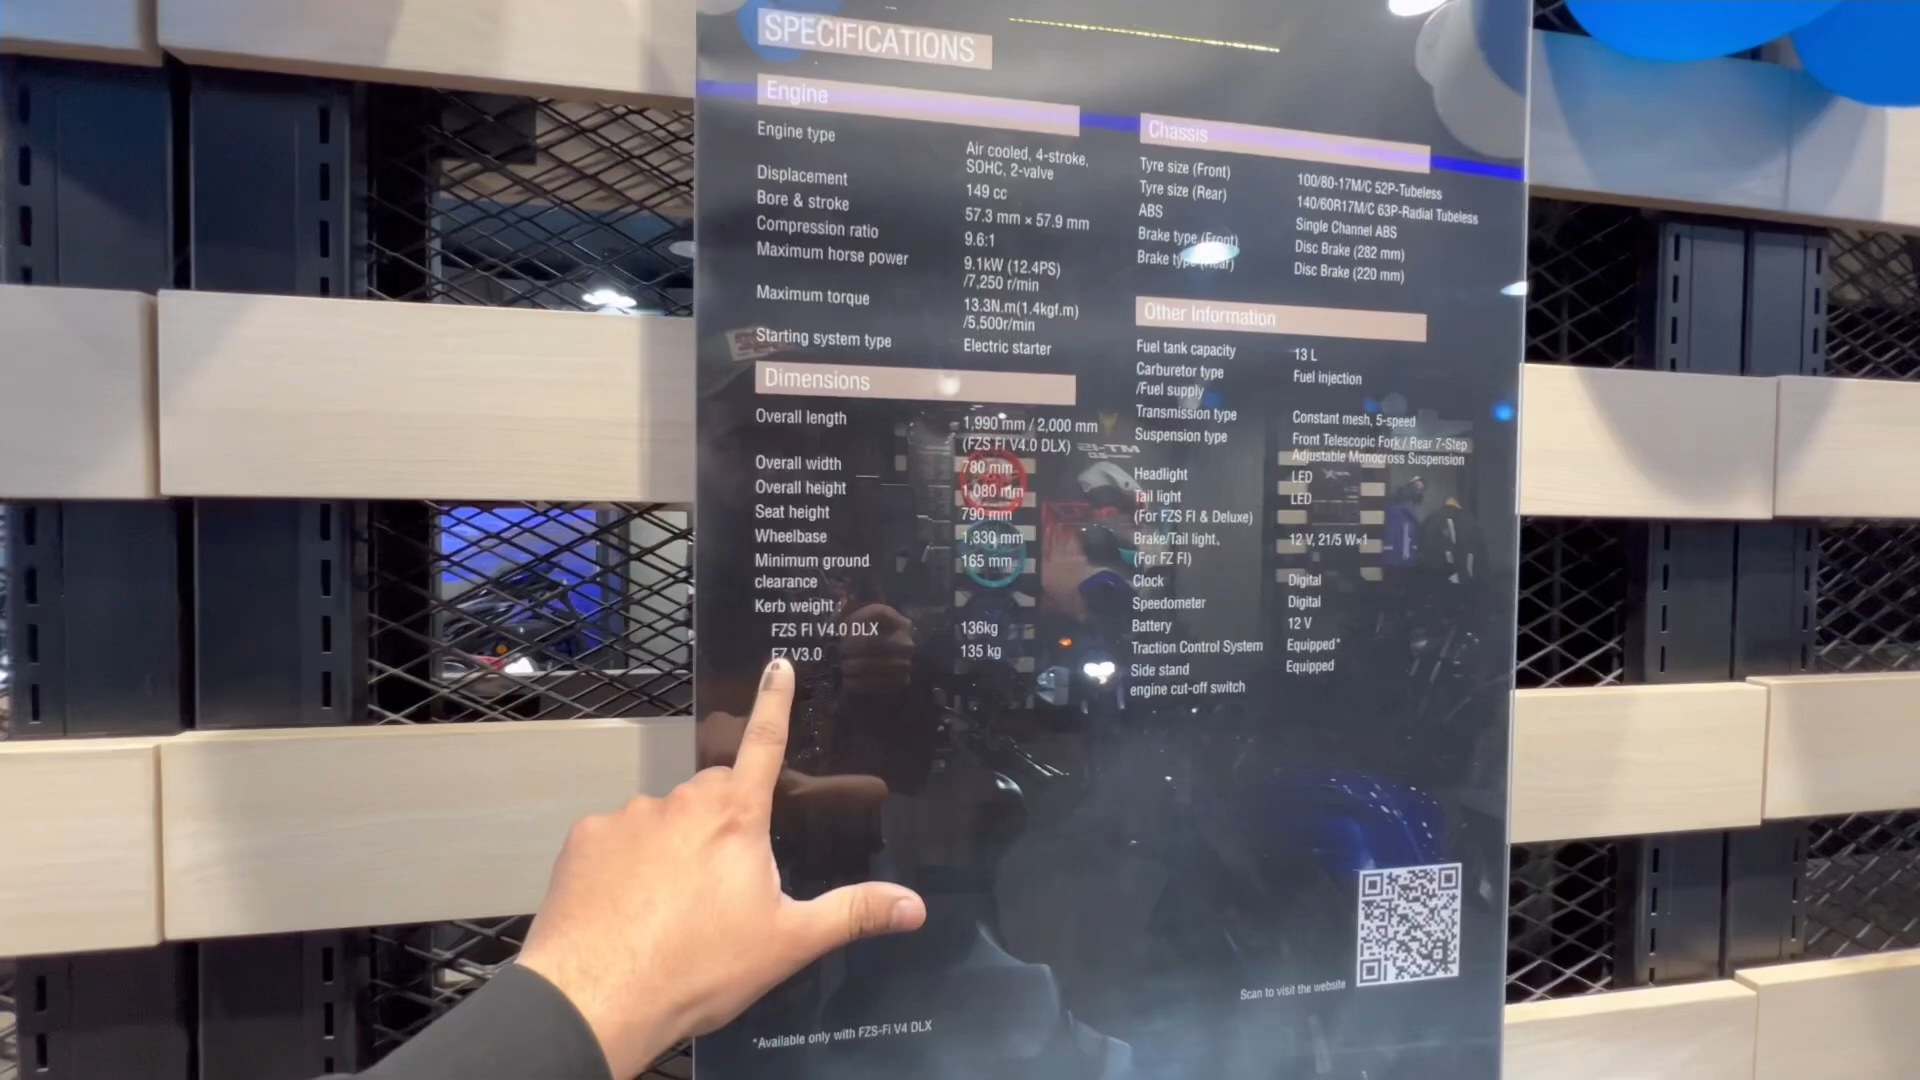 SPECIFICATIONS
Engine
Engine type
Air cooled, 4-stroke,
SOHC, 2-valve
Displacement
149 cc
Bore & stroke
57.3 mm × 57.9 mm
Compression ratio
9.6:1
Maximum horse power
9.1kW (12.4PS)
/7,250 r/min
Maximum torque
13.3N.m(1.4kgf.m)
/5,500r/min
Starting system type
Electric starter
Dimensions
Overall length
1,990 mm / 2,000 mm
(FZS FI V4.0 DLX)
Overall width
780 mm
Overall height
1,080 mm
Seat height
790 mm
Wheelbase
1,330 mm
Minimum ground
clearance
165 mm
Kerb weight :
FZS FI V4.0 DLX
136kg
FZ V3.0
135 kg
Chassis
Tyre size (Front)
100/80-17M/C 52P-Tubeless
Tyre size (Rear)
140/60R17M/C 63P-Radial Tubeless
ABS
Single Channel ABS
Brake type (Front)
Disc Brake (282 mm)
Brake type (Rear)
Disc Brake (220 mm)
Other Information
Fuel tank capacity
13 L
Carburetor type
/Fuel supply
Fuel injection
Transmission type
Constant mesh, 5-speed
Suspension type
Front Telescopic Fork / Rear 7-Step
Adjustable Monocross Suspension
Headlight
LED
Tail light
(For FZS FI & Deluxe)
LED
Brake/Tail light,
(For FZ FI)
12 V, 21/5 W×1
Clock
Digital
Speedometer
Digital
Battery
12 V
Traction Control System
Equipped*
Side stand
engine cut-off switch
Equipped
Scan to visit the website
*Available only with FZS-Fi V4 DLX